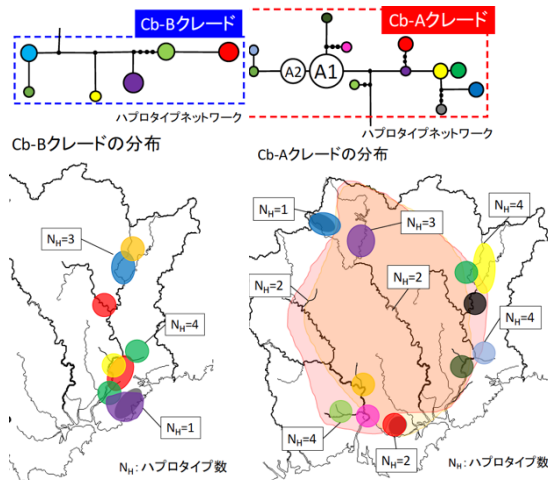 Cb-Bクレード
Cb-Aクレード
A2
A1
ハプロタイプネットワーク
ハプロタイプネットワーク
Cb-Bクレードの分布
Cb-Aクレードの分布
NH=3
NH=4
NH=1
NH:ハプロタイプ数
NH=1
NH=4
NH=3
NH=2
NH=2
NH=4
NH=4
NH=2
NH:ハプロタイプ数